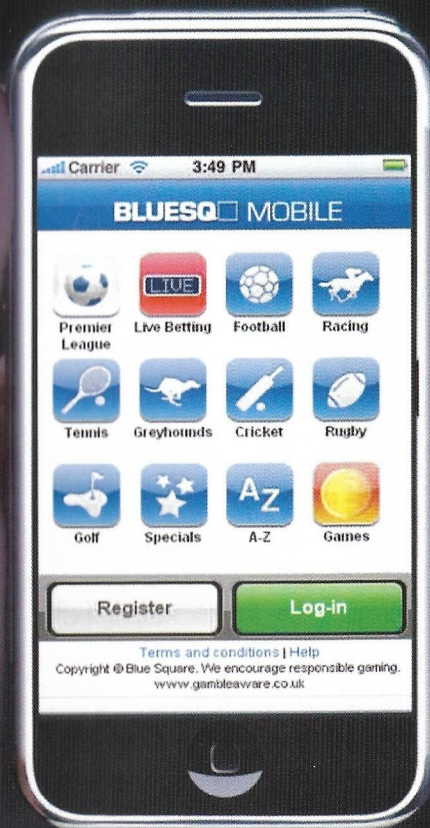 Carrier 3:49 PM
BLUESQ MOBILE
Premier League Live Betting Football Racing
LIVE
Tennis Greyhounds Cricket Rugby
AZ
Golf Specials A-Z Games
Register Log-in
Terms and conditions | Help
Copyright © Blue Square. We encourage responsible gaming.
www.gambleaware.co.uk